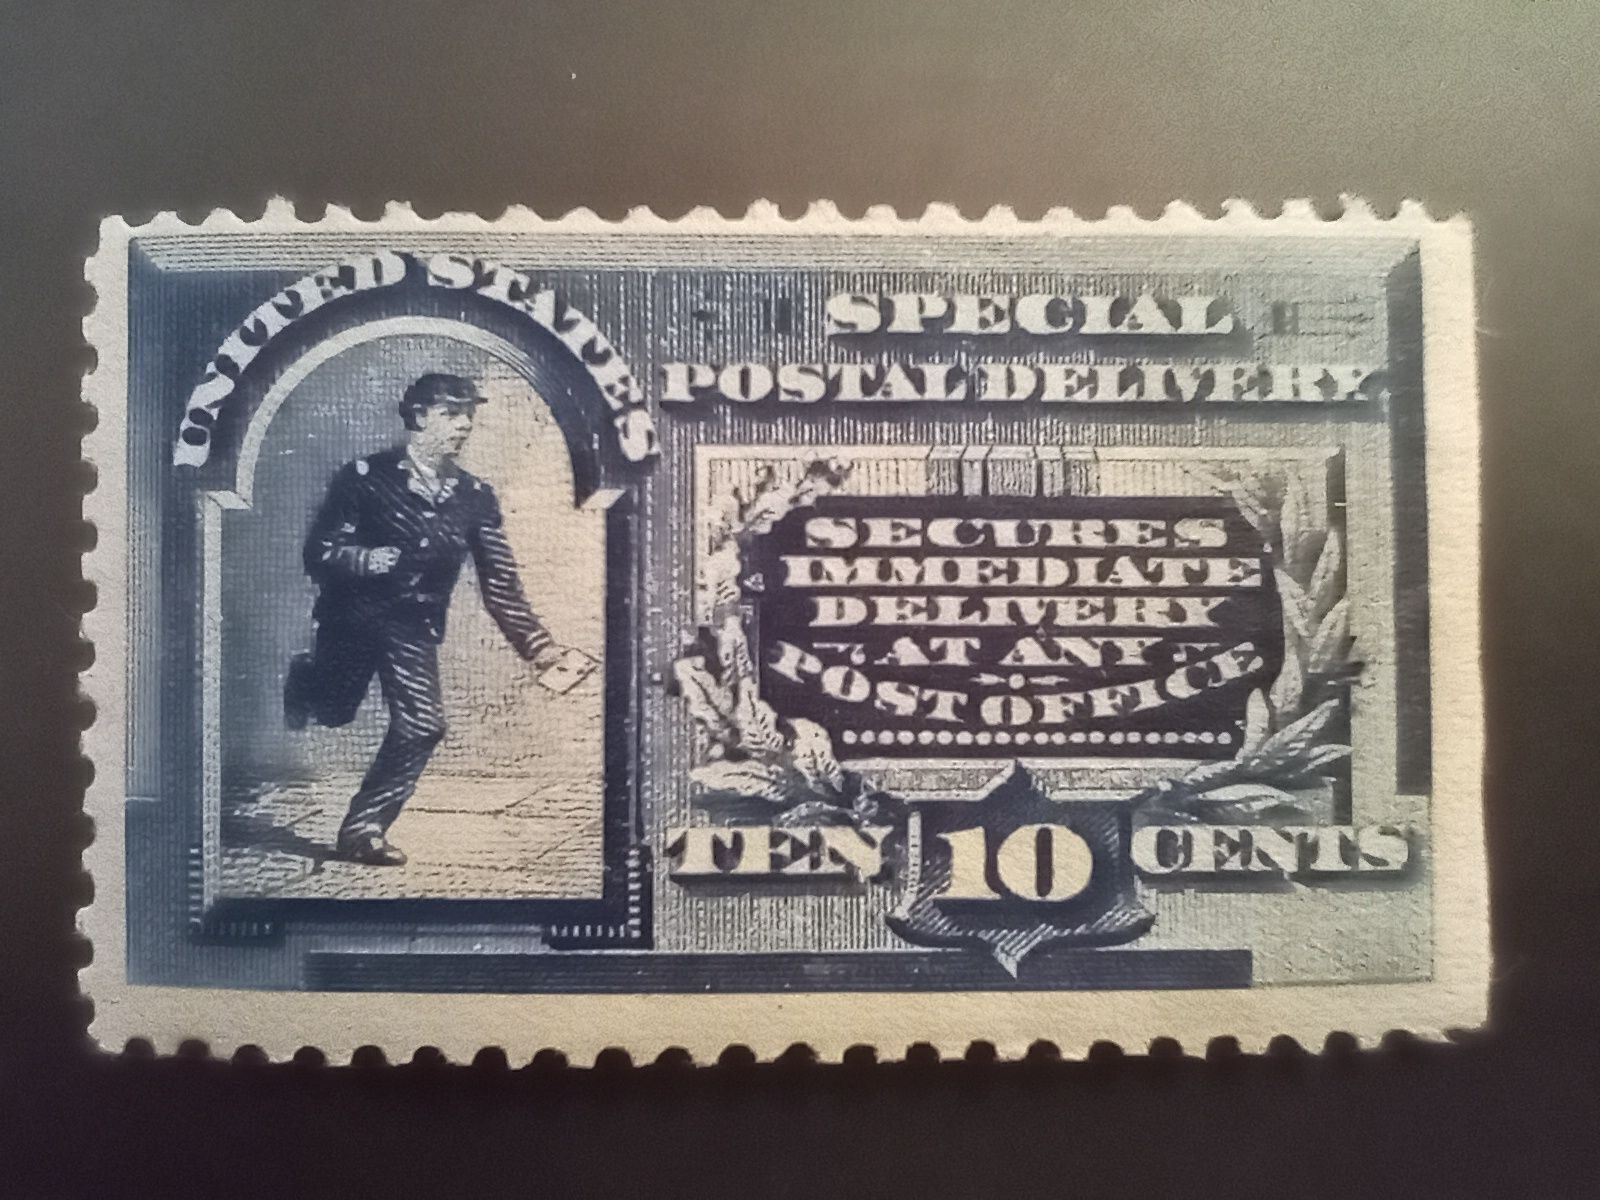 UNITED STATES
SPECIAL
POSTAL DELIVERY
SECURES
IMMEDIATE
DELIVERY
AT ANY
POST OFFICE
TEN 10 CENTS